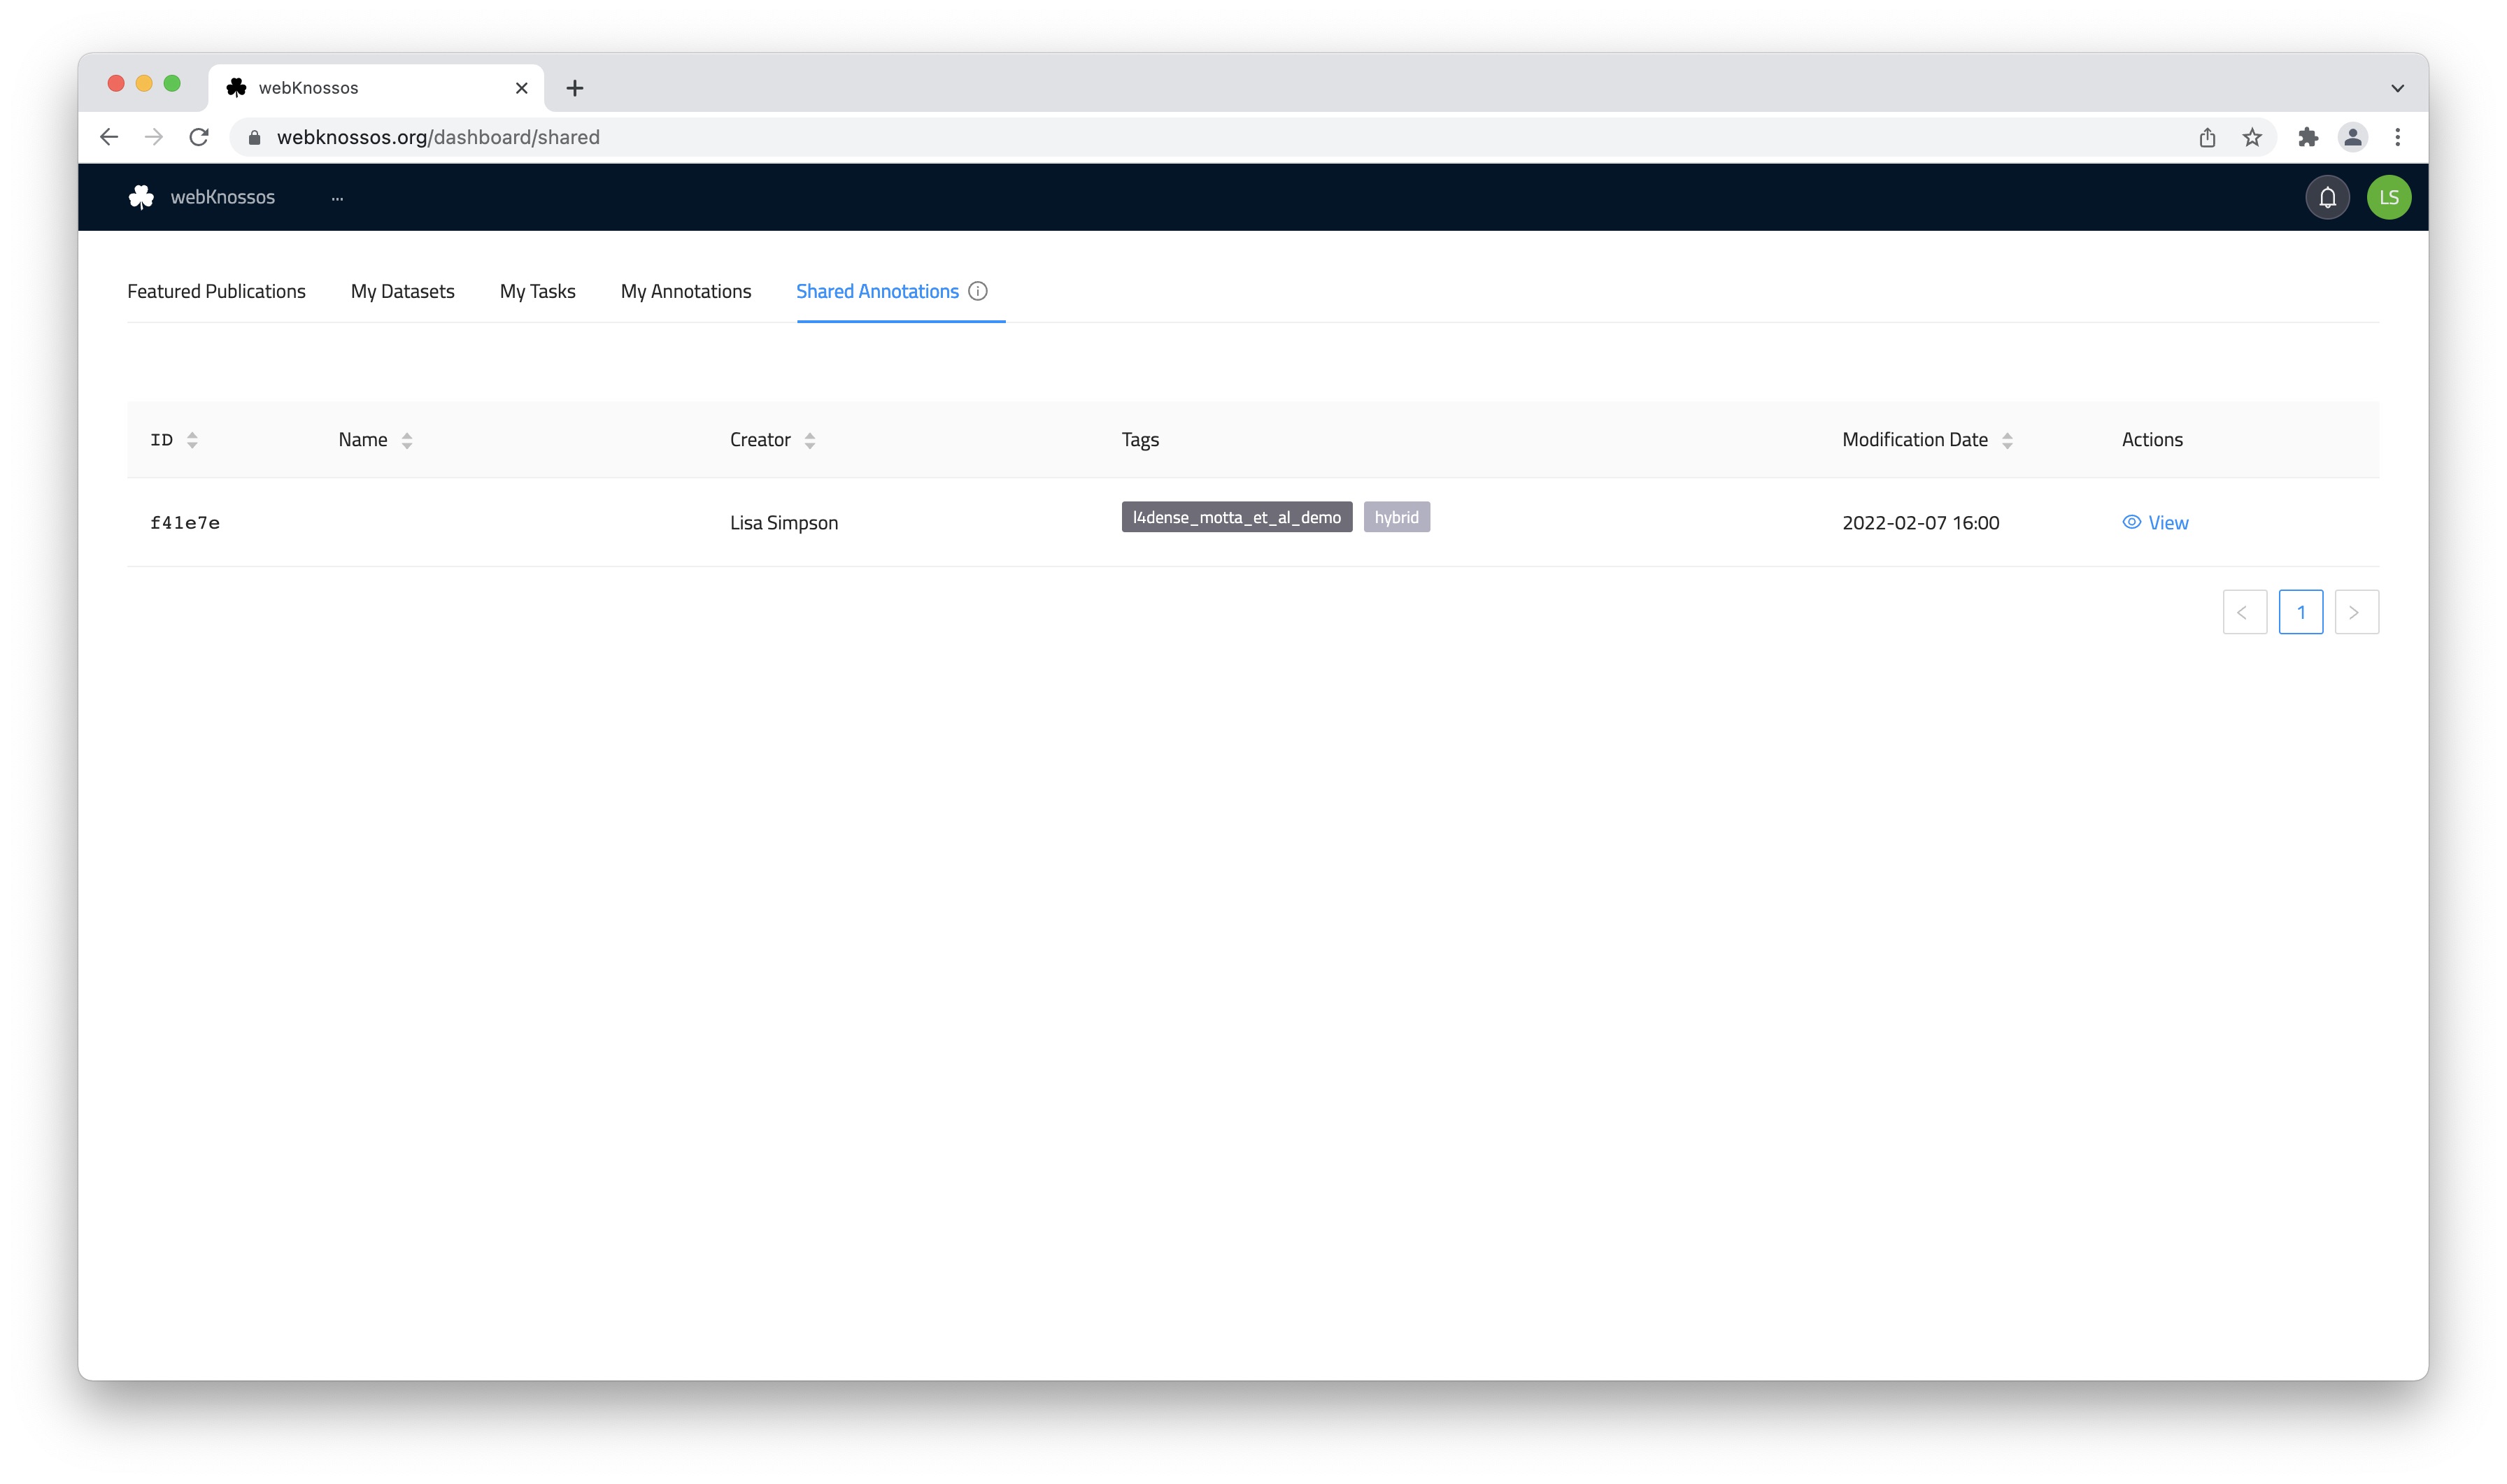 webKnossos
webknossos.org/dashboard/shared
webKnossos ... LS
Featured Publications My Datasets My Tasks My Annotations Shared Annotations
ID Name Creator Tags Modification Date Actions
f41e7e Lisa Simpson l4dense_motta_et_al_demo hybrid 2022-02-07 16:00 View
< 1 >